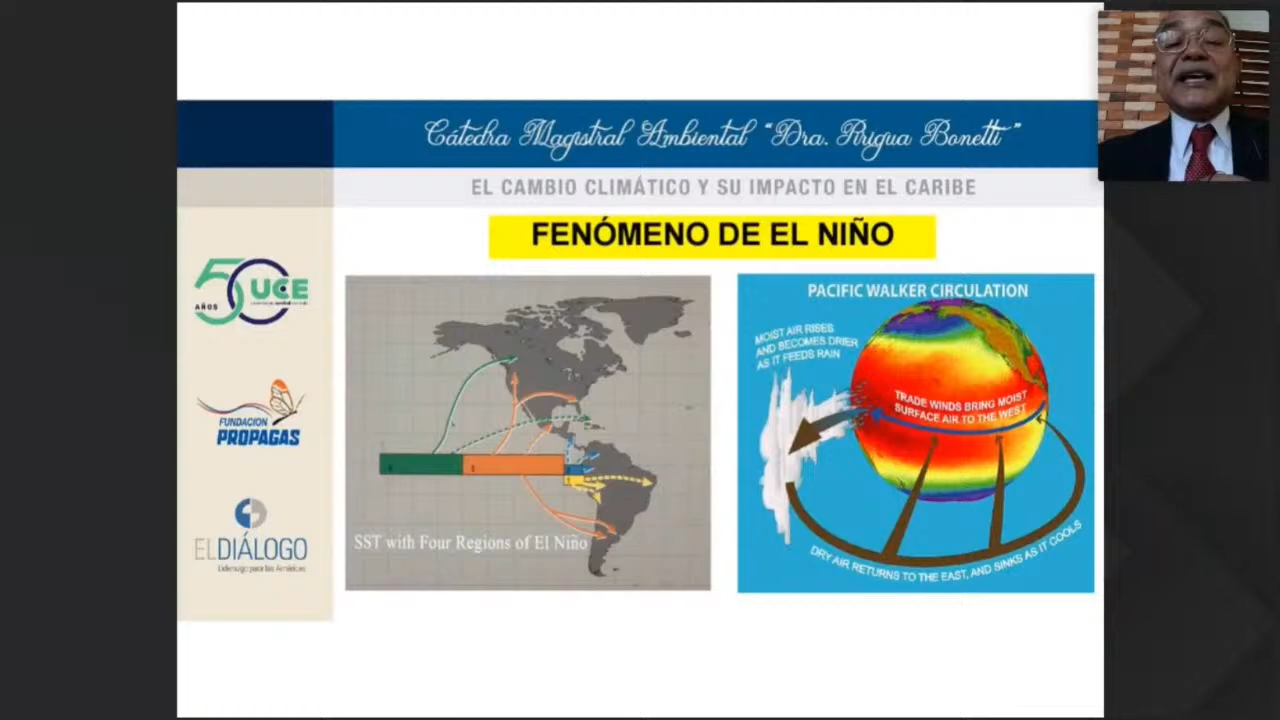 Cátedra Magistral Ambiental "Dra. Ririgua Bonetti"
EL CAMBIO CLIMÁTICO Y SU IMPACTO EN EL CARIBE
FENÓMENO DE EL NIÑO
50
AÑOS
UCE
FUNDACION
PROPAGAS
ELDIÁLOGO
Liderazgo para las Américas
SST with Four Regions of El Niño
PACIFIC WALKER CIRCULATION
MOIST AIR RISES
AND BECOMES DRIER
AS IT FEEDS RAIN
TRADE WINDS BRING MOIST
SURFACE AIR TO THE WEST
DRY AIR RETURNS TO THE EAST, AND SINKS AS IT COOLS